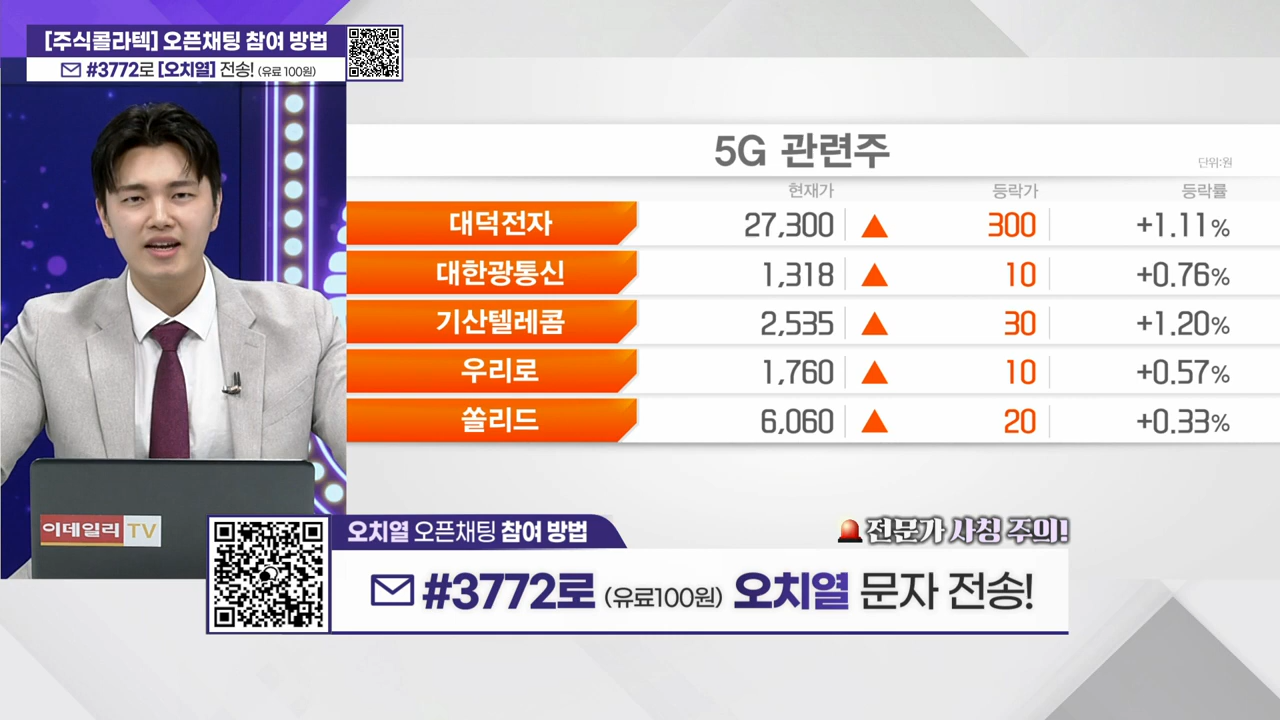 [주식콜라텍] 오픈채팅 참여 방법
#3772로 [오치열] 전송! (유료 100원)
5G 관련주
단위:원
현재가 등락가 등락률
대덕전자 27,300 ▲ 300 +1.11%
대한광통신 1,318 ▲ 10 +0.76%
기산텔레콤 2,535 ▲ 30 +1.20%
우리로 1,760 ▲ 10 +0.57%
쏠리드 6,060 ▲ 20 +0.33%
이데일리TV
오치열 오픈채팅 참여 방법
전문가 사칭 주의!
#3772로 (유료100원) 오치열 문자 전송!